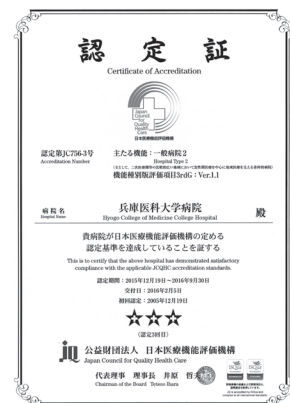 認定証
Certificate of Accreditation
Japan
Council
for
Quality
Health
Care
日本医療機能評価機構
認定第JC756-3号
Accreditation Number
主たる機能：一般病院2
Hospital Type 2
機能種別版評価項目3rdG：Ver.1.1
病院名
Hospital Name
兵庫医科大学病院
殿
Hyogo College of Medicine College Hospital
貴病院が日本医療機能評価機構の定める
認定基準を達成していることを証する
This is to certify that the above hospital has demonstrated satisfactory
compliance with the applicable JCQHC accreditation standards.
認定期間：2015年12月19日～2016年9月30日
交付日：2016年2月5日
初回認定：2005年12月19日
（認定3回目）
JQ 公益財団法人 日本医療機能評価機構
Japan Council for Quality Health Care
代表理事 理事長 井原 哲夫
Chairman of the Board Tetsuo Ihara